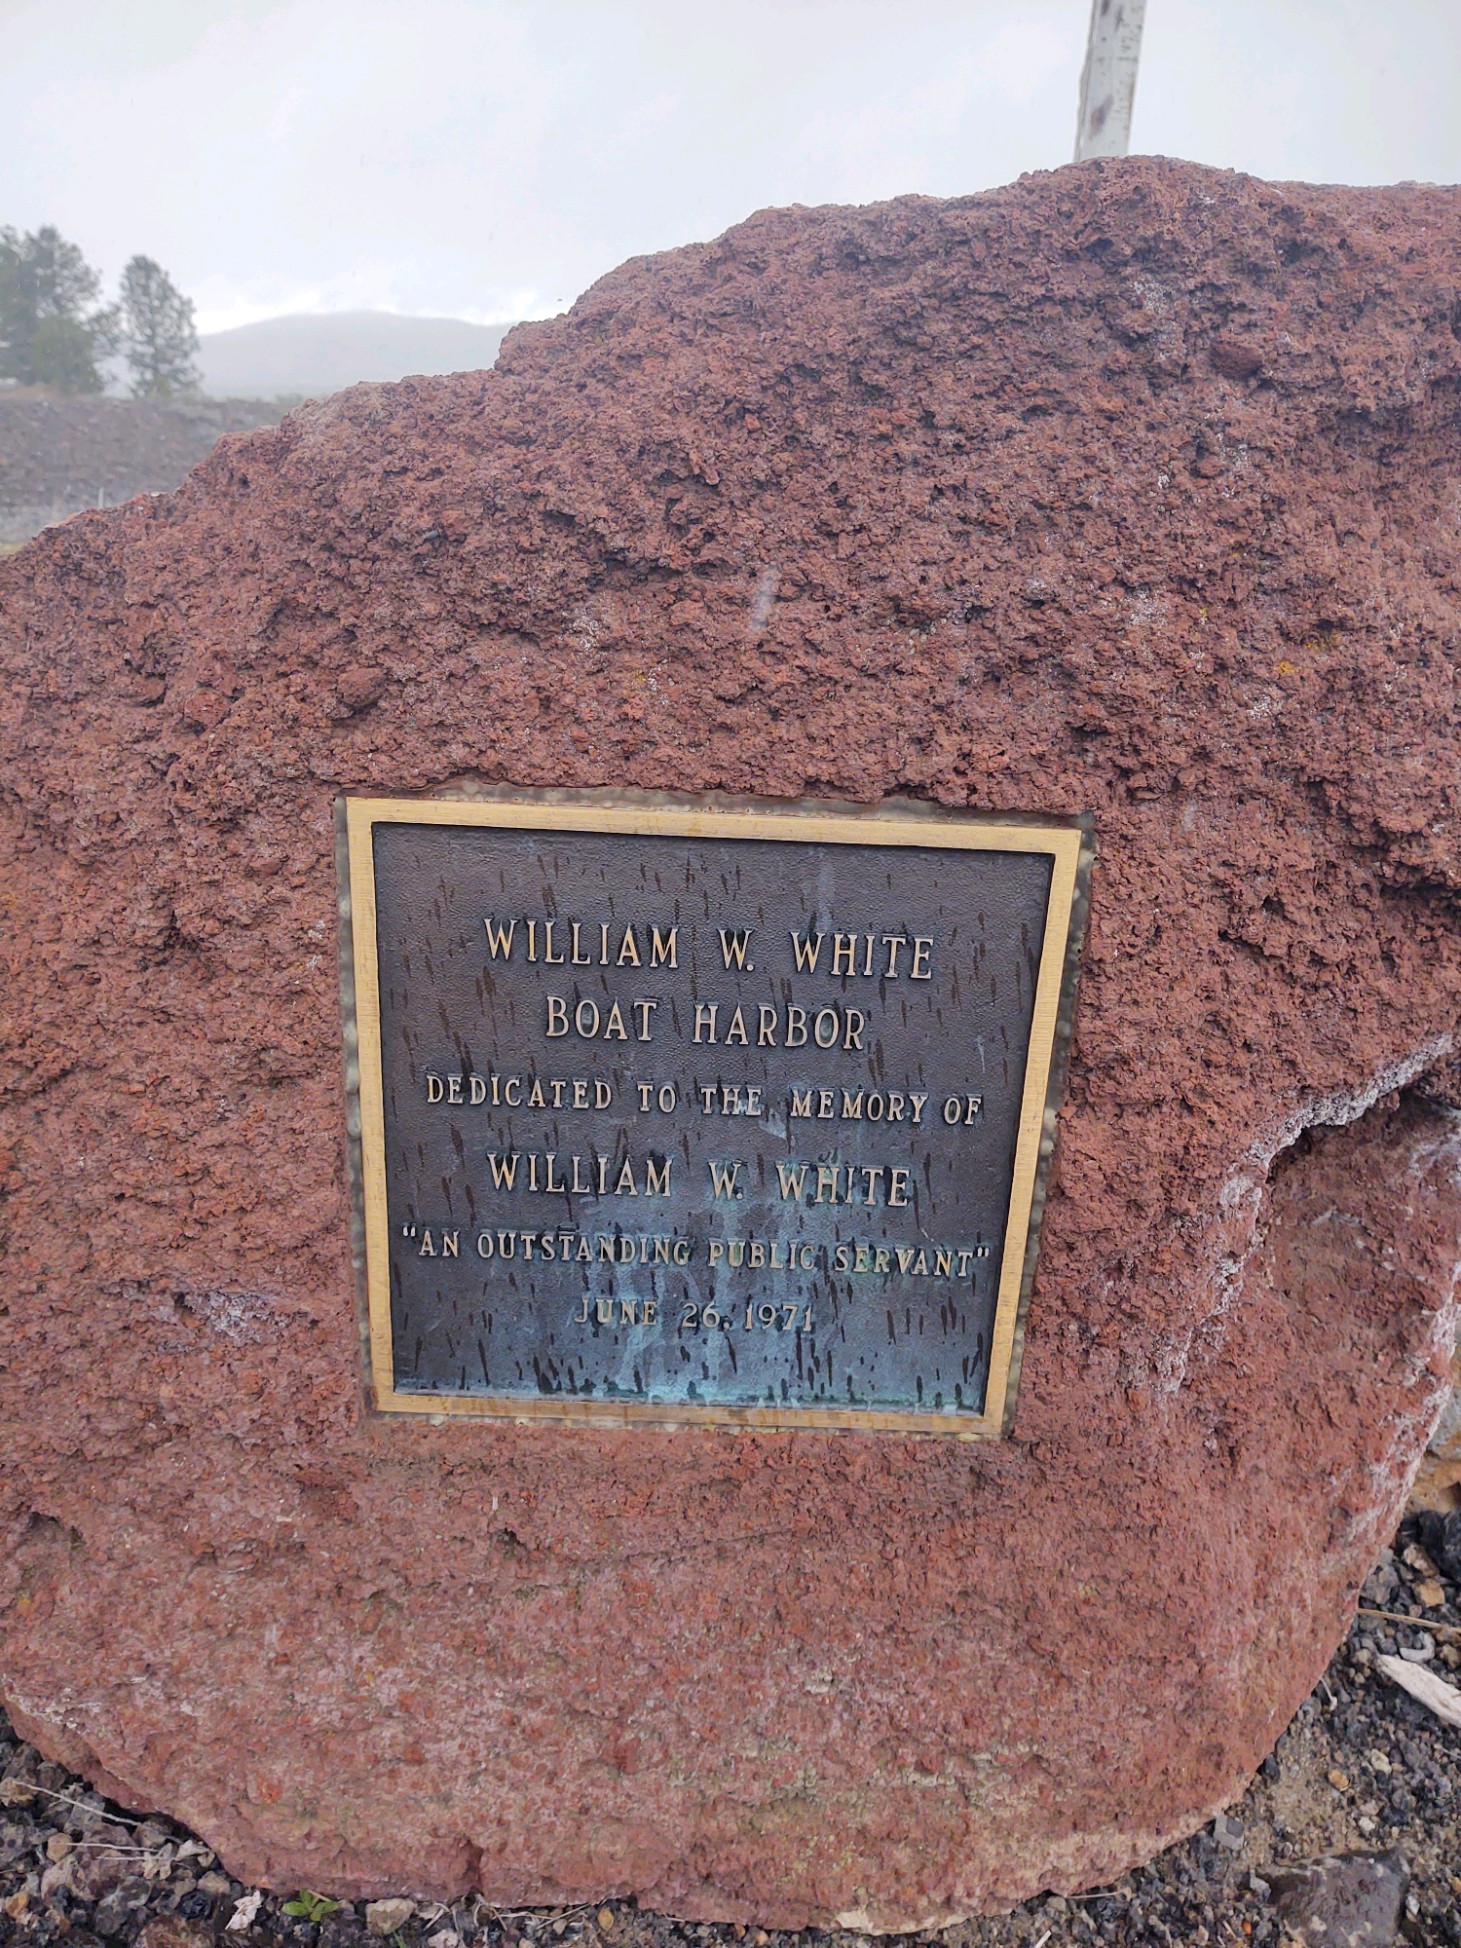 WILLIAM W. WHITE
BOAT HARBOR
DEDICATED TO THE MEMORY OF
WILLIAM W. WHITE
"AN OUTSTANDING PUBLIC SERVANT"
JUNE 26, 1971